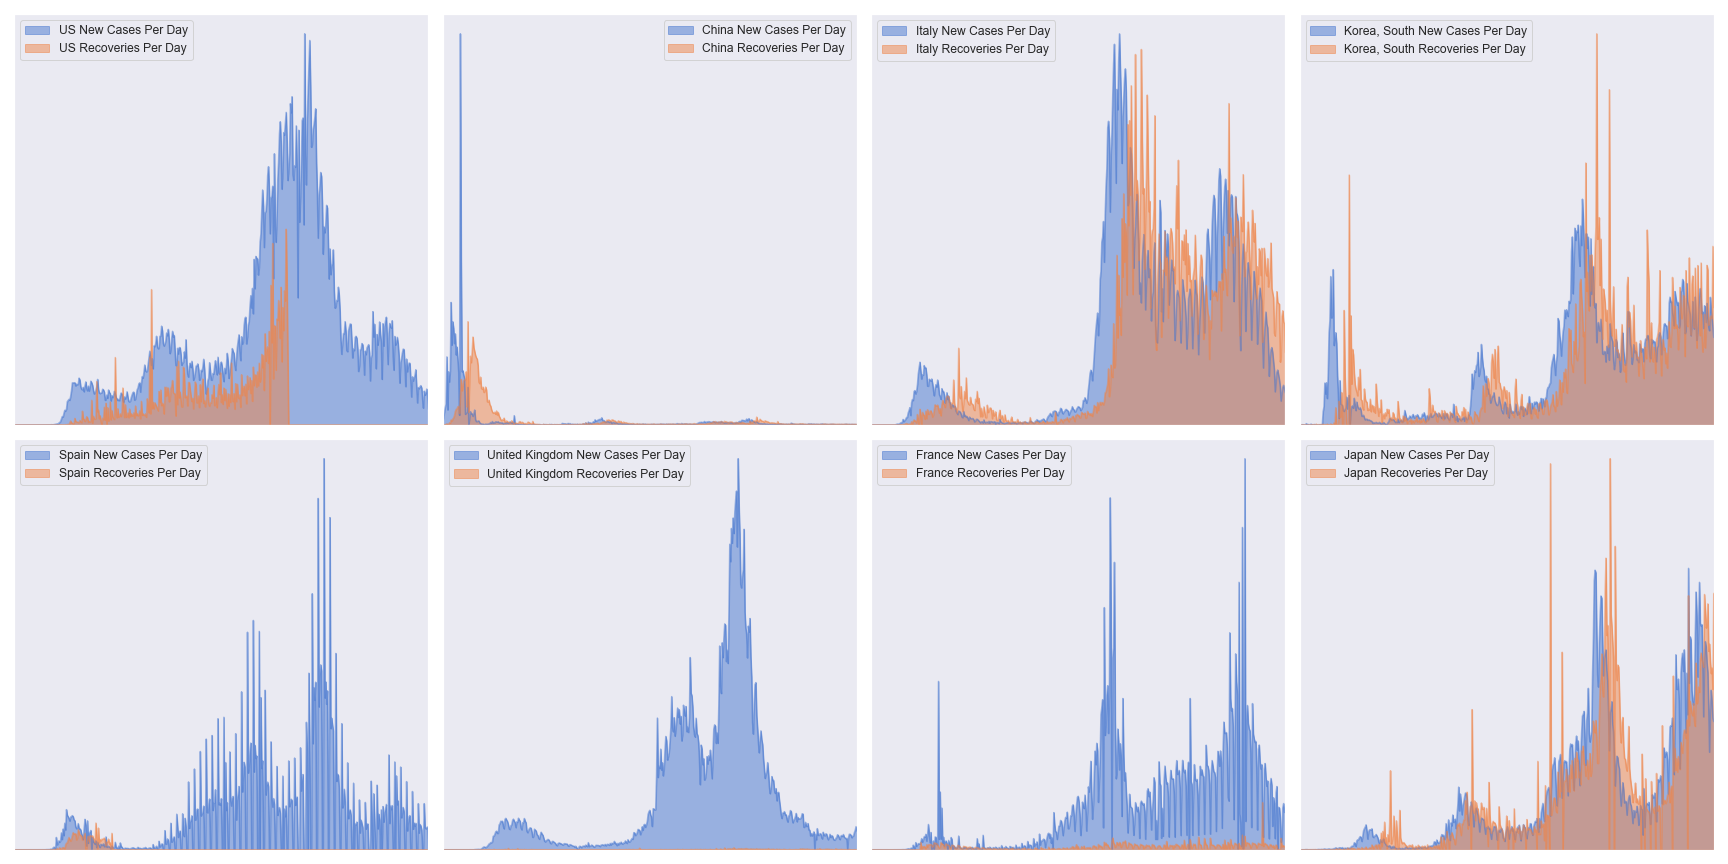 US New Cases Per Day
US Recoveries Per Day
China New Cases Per Day
China Recoveries Per Day
Italy New Cases Per Day
Italy Recoveries Per Day
Korea, South New Cases Per Day
Korea, South Recoveries Per Day
Spain New Cases Per Day
Spain Recoveries Per Day
United Kingdom New Cases Per Day
United Kingdom Recoveries Per Day
France New Cases Per Day
France Recoveries Per Day
Japan New Cases Per Day
Japan Recoveries Per Day